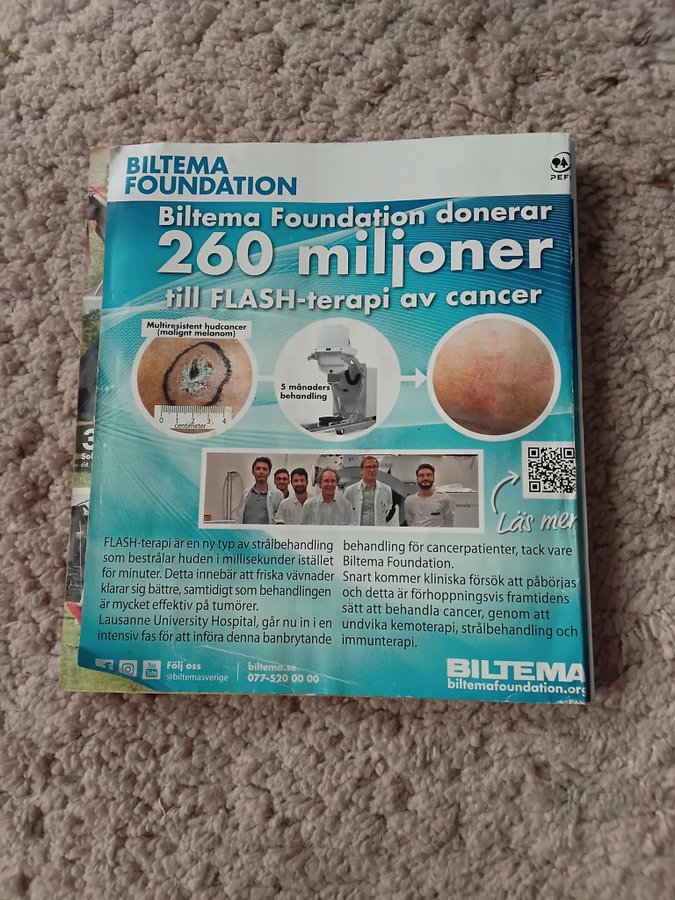 BILTEMA
FOUNDATION
PEFC
Biltema Foundation donerar
260 miljoner
till FLASH-terapi av cancer
Multiresistent hudcancer
(malignt melanom)
0 1 2 3 4
Centimeter
5 månaders
behandling
Läs mer
FLASH-terapi är en ny typ av strålbehandling
som bestrålar huden i millisekunder istället
för minuter. Detta innebär att friska vävnader
klarar sig bättre, samtidigt som behandlingen
är mycket effektiv på tumörer.
Lausanne University Hospital, går nu in i en
intensiv fas för att införa denna banbrytande
behandling för cancerpatienter, tack vare
Biltema Foundation.
Snart kommer kliniska försök att påbörjas
och detta är förhoppningsvis framtidens
sätt att behandla cancer, genom att
undvika kemoterapi, strålbehandling och
immunterapi.
Följ oss
@biltemasverige
biltema.se
077-520 00 00
BILTEMA
biltemafoundation.org